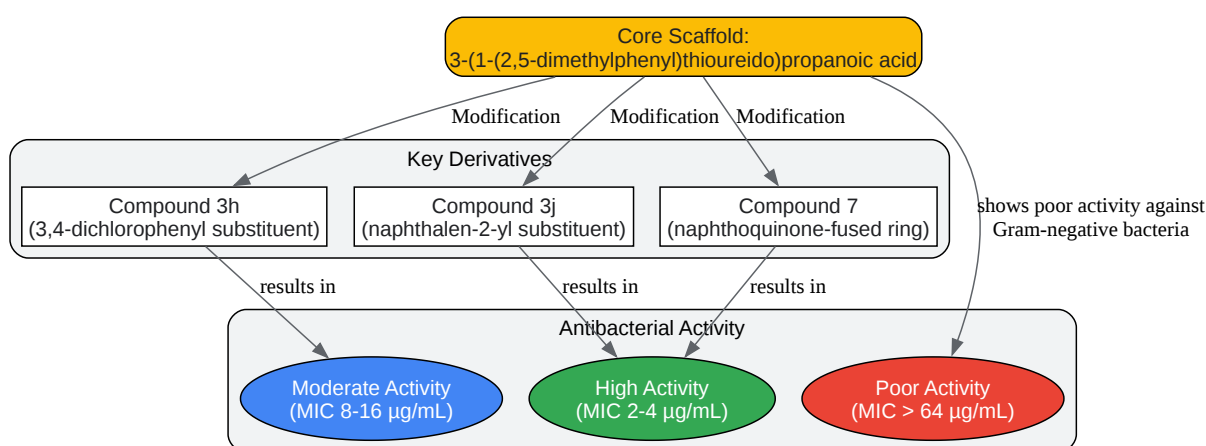 Core Scaffold:
3-(1-(2,5-dimethylphenyl)thioureido)propanoic acid
Modification
Modification
Modification
Key Derivatives
Compound 3h
(3,4-dichlorophenyl substituent)
Compound 3j
(naphthalen-2-yl substituent)
Compound 7
(naphthoquinone-fused ring)
shows poor activity against
Gram-negative bacteria
results in
results in
results in
Antibacterial Activity
Moderate Activity
(MIC 8-16 µg/mL)
High Activity
(MIC 2-4 µg/mL)
Poor Activity
(MIC > 64 µg/mL)